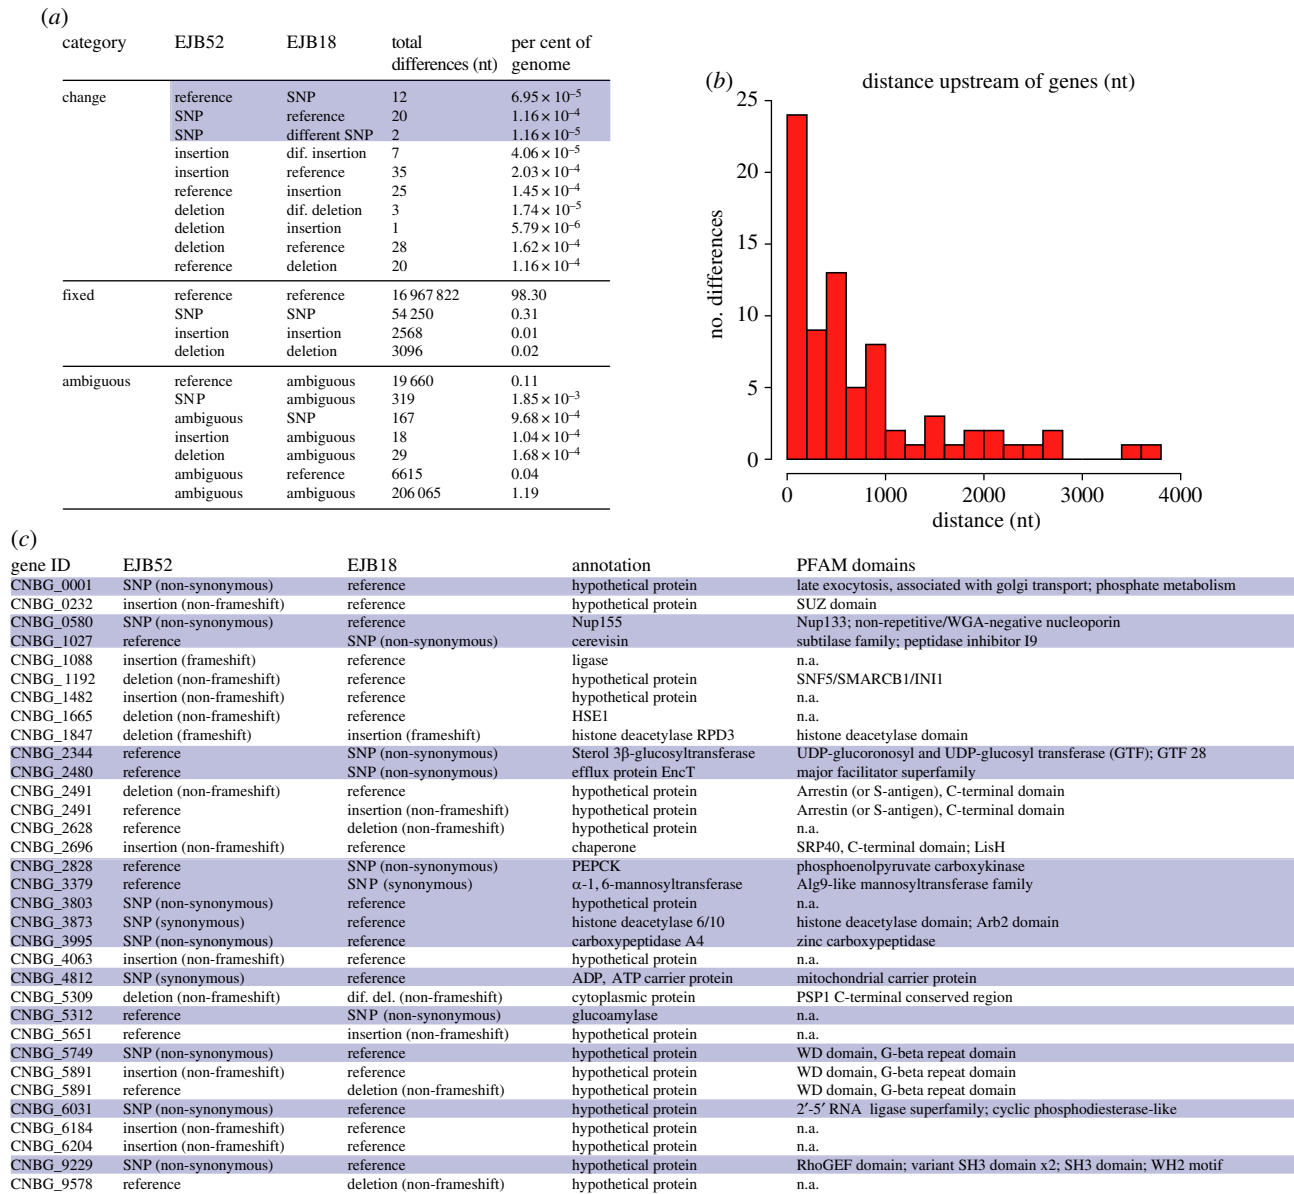 (a)
category EJB52 EJB18 total differences (nt) per cent of genome
change reference SNP 12 6.95 × 10⁻⁵
SNP reference 20 1.16 × 10⁻⁴
SNP different SNP 2 1.16 × 10⁻⁵
insertion dif. insertion 7 4.06 × 10⁻⁵
insertion reference 35 2.03 × 10⁻⁴
reference insertion 25 1.45 × 10⁻⁴
deletion dif. deletion 3 1.74 × 10⁻⁵
deletion insertion 1 5.79 × 10⁻⁶
deletion reference 28 1.62 × 10⁻⁴
reference deletion 20 1.16 × 10⁻⁴
fixed reference reference 16 967 822 98.30
SNP SNP 54 250 0.31
insertion insertion 2568 0.01
deletion deletion 3096 0.02
ambiguous reference ambiguous 19 660 0.11
SNP ambiguous 319 1.85 × 10⁻³
ambiguous SNP 167 9.68 × 10⁻⁴
insertion ambiguous 18 1.04 × 10⁻⁴
deletion ambiguous 29 1.68 × 10⁻⁴
ambiguous reference 6615 0.04
ambiguous ambiguous 206 065 1.19
(b) distance upstream of genes (nt)
25
20
15
10
5
0
no. differences
0 1000 2000 3000 4000
distance (nt)
(c)
gene ID EJB52 EJB18 annotation PFAM domains
CNBG_0001 SNP (non-synonymous) reference hypothetical protein late exocytosis, associated with golgi transport; phosphate metabolism
CNBG_0232 insertion (non-frameshift) reference hypothetical protein SUZ domain
CNBG_0580 SNP (non-synonymous) reference Nup155 Nup133; non-repetitive/WGA-negative nucleoporin
CNBG_1027 reference SNP (non-synonymous) cerevisin subtilase family; peptidase inhibitor I9
CNBG_1088 insertion (frameshift) reference ligase n.a.
CNBG_ 1192 deletion (non-frameshift) reference hypothetical protein SNF5/SMARCB1/INI1
CNBG_1482 insertion (non-frameshift) reference hypothetical protein n.a.
CNBG_1665 deletion (non-frameshift) reference HSE1 n.a.
CNBG_1847 deletion (frameshift) insertion (frameshift) histone deacetylase RPD3 histone deacetylase domain
CNBG_2344 reference SNP (non-synonymous) Sterol 3β-glucosyltransferase UDP-glucoronosyl and UDP-glucosyl transferase (GTF); GTF 28
CNBG_2480 reference SNP (non-synonymous) efflux protein EncT major facilitator superfamily
CNBG_2491 deletion (non-frameshift) reference hypothetical protein Arrestin (or S-antigen), C-terminal domain
CNBG_2491 reference insertion (non-frameshift) hypothetical protein Arrestin (or S-antigen), C-terminal domain
CNBG_2628 reference deletion (non-frameshift) hypothetical protein n.a.
CNBG_2696 insertion (non-frameshift) reference chaperone SRP40, C-terminal domain; LisH
CNBG_2828 reference SNP (non-synonymous) PEPCK phosphoenolpyruvate carboxykinase
CNBG_3379 reference SNP (synonymous) α-1, 6-mannosyltransferase Alg9-like mannosyltransferase family
CNBG_3803 SNP (non-synonymous) reference hypothetical protein n.a.
CNBG_3873 SNP (synonymous) reference histone deacetylase 6/10 histone deacetylase domain; Arb2 domain
CNBG_3995 SNP (non-synonymous) reference carboxypeptidase A4 zinc carboxypeptidase
CNBG_4063 insertion (non-frameshift) reference hypothetical protein n.a.
CNBG_4812 SNP (synonymous) reference ADP, ATP carrier protein mitochondrial carrier protein
CNBG_5309 deletion (non-frameshift) dif. del. (non-frameshift) cytoplasmic protein PSP1 C-terminal conserved region
CNBG_5312 reference SNP (non-synonymous) glucoamylase n.a.
CNBG_5651 reference insertion (non-frameshift) hypothetical protein n.a.
CNBG_5749 SNP (non-synonymous) reference hypothetical protein WD domain, G-beta repeat domain
CNBG_5891 insertion (non-frameshift) reference hypothetical protein WD domain, G-beta repeat domain
CNBG_5891 reference deletion (non-frameshift) hypothetical protein WD domain, G-beta repeat domain
CNBG_6031 SNP (non-synonymous) reference hypothetical protein 2′-5′ RNA ligase superfamily; cyclic phosphodiesterase-like
CNBG_6184 insertion (non-frameshift) reference hypothetical protein n.a.
CNBG_6204 insertion (non-frameshift) reference hypothetical protein n.a.
CNBG_9229 SNP (non-synonymous) reference hypothetical protein RhoGEF domain; variant SH3 domain x2; SH3 domain; WH2 motif
CNBG_9578 reference deletion (non-frameshift) hypothetical protein n.a.